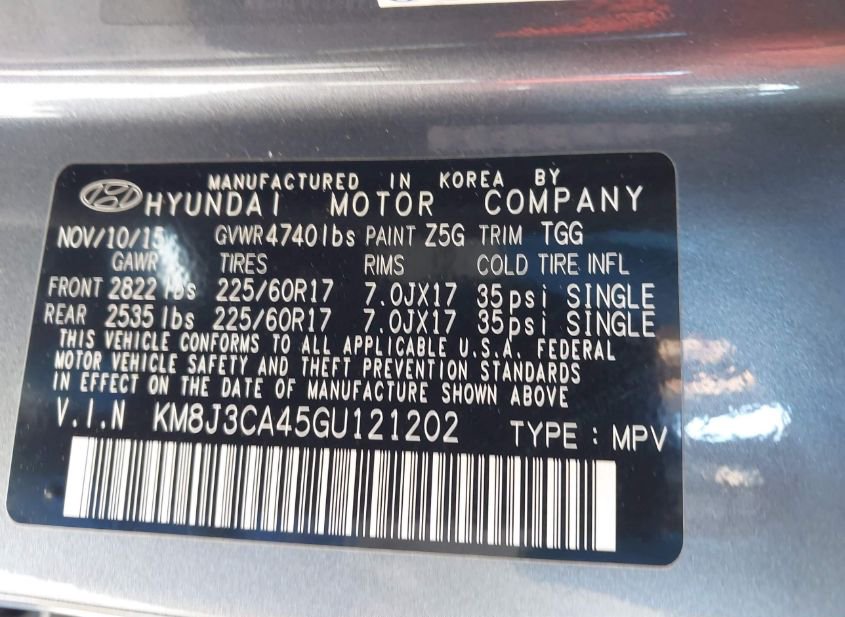 MANUFACTURED IN KOREA BY
HYUNDAI MOTOR COMPANY
NOV/10/15 GVWR 4740lbs PAINT Z5G TRIM TGG
GAWR TIRES RIMS COLD TIRE INFL
FRONT 2822 lbs 225/60R17 7.0JX17 35psi SINGLE
REAR 2535 lbs 225/60R17 7.0JX17 35psi SINGLE
THIS VEHICLE CONFORMS TO ALL APPLICABLE U.S.A. FEDERAL
MOTOR VEHICLE SAFETY AND THEFT PREVENTION STANDARDS
IN EFFECT ON THE DATE OF MANUFACTURE SHOWN ABOVE
V.I.N KM8J3CA45GU121202 TYPE : MPV